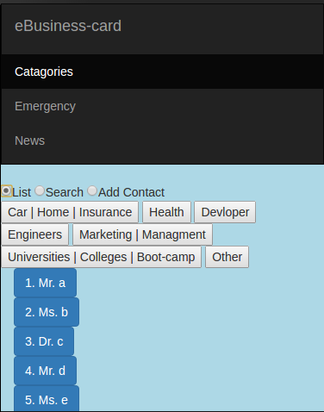 eBusiness-card
Catagories
Emergency
News
List Search Add Contact
Car | Home | Insurance Health Devloper
Engineers Marketing | Managment
Universities | Colleges | Boot-camp Other
1. Mr. a
2. Ms. b
3. Dr. c
4. Mr. d
5. Ms. e